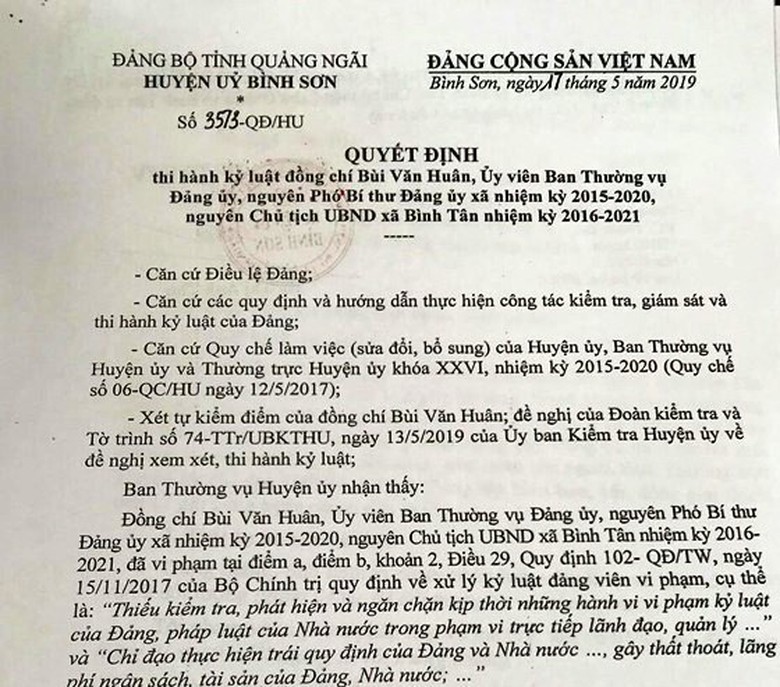 ĐẢNG BỘ TỈNH QUẢNG NGÃI
HUYỆN UỶ BÌNH SƠN
*
Số 3513-QĐ/HU
ĐẢNG CỘNG SẢN VIỆT NAM
Bình Sơn, ngày 17 tháng 5 năm 2019
QUYẾT ĐỊNH
thi hành kỷ luật đồng chí Bùi Văn Huân, Ủy viên Ban Thường vụ
Đảng ủy, nguyên Phó Bí thư Đảng ủy xã nhiệm kỳ 2015-2020,
nguyên Chủ tịch UBND xã Bình Tân nhiệm kỳ 2016-2021
-----
- Căn cứ Điều lệ Đảng;
- Căn cứ các quy định và hướng dẫn thực hiện công tác kiểm tra, giám sát và
thi hành kỷ luật của Đảng;
- Căn cứ Quy chế làm việc (sửa đổi, bổ sung) của Huyện ủy, Ban Thường vụ
Huyện ủy và Thường trực Huyện ủy khóa XXVI, nhiệm kỳ 2015-2020 (Quy chế
số 06-QC/HU ngày 12/5/2017);
- Xét tự kiểm điểm của đồng chí Bùi Văn Huân; đề nghị của Đoàn kiểm tra và
Tờ trình số 74-TTr/UBKTHU, ngày 13/5/2019 của Ủy ban Kiểm tra Huyện ủy về
đề nghị xem xét, thi hành kỷ luật;
Ban Thường vụ Huyện ủy nhận thấy:
Đồng chí Bùi Văn Huân, Ủy viên Ban Thường vụ Đảng ủy, nguyên Phó Bí thư
Đảng ủy xã nhiệm kỳ 2015-2020, nguyên Chủ tịch UBND xã Bình Tân nhiệm kỳ 2016-
2021, đã vi phạm tại điểm a, điểm b, khoản 2, Điều 29, Quy định 102- QĐ/TW, ngày
15/11/2017 của Bộ Chính trị quy định về xử lý kỷ luật đảng viên vi phạm, cụ thể
là: “Thiếu kiểm tra, phát hiện và ngăn chặn kịp thời những hành vi vi phạm kỷ luật
của Đảng, pháp luật của Nhà nước trong phạm vi trực tiếp lãnh đạo, quản lý ...”
và “Chỉ đạo thực hiện trái quy định của Đảng và Nhà nước ..., gây thất thoát, lãng
phí ngân sách, tài sản của Đảng, Nhà nước; ...”